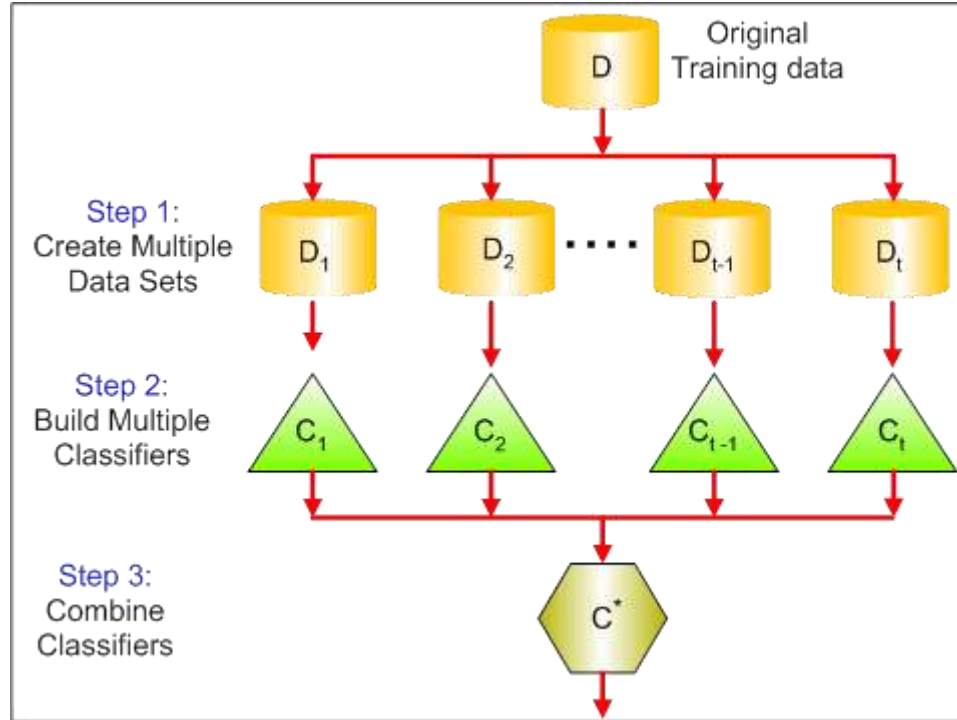 D
Original
Training data
Step 1:
Create Multiple
Data Sets
D₁
D₂
....
Dₜ₋₁
Dₜ
Step 2:
Build Multiple
Classifiers
C₁
C₂
Cₜ₋₁
Cₜ
Step 3:
Combine
Classifiers
C*